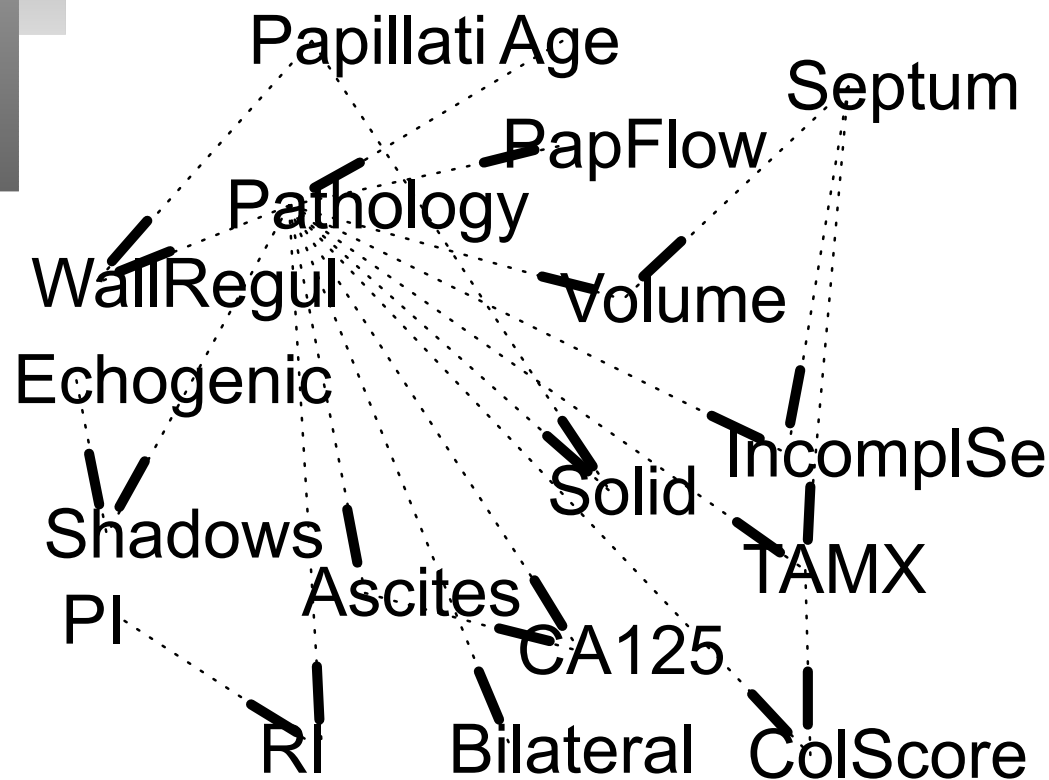 Papillati Age
Septum
PapFlow
Pathology
WallRegul
Volume
Echogenic
IncomplSe
Solid
Shadows
TAMX
Ascites
PI
CA125
RI
Bilateral
ColScore